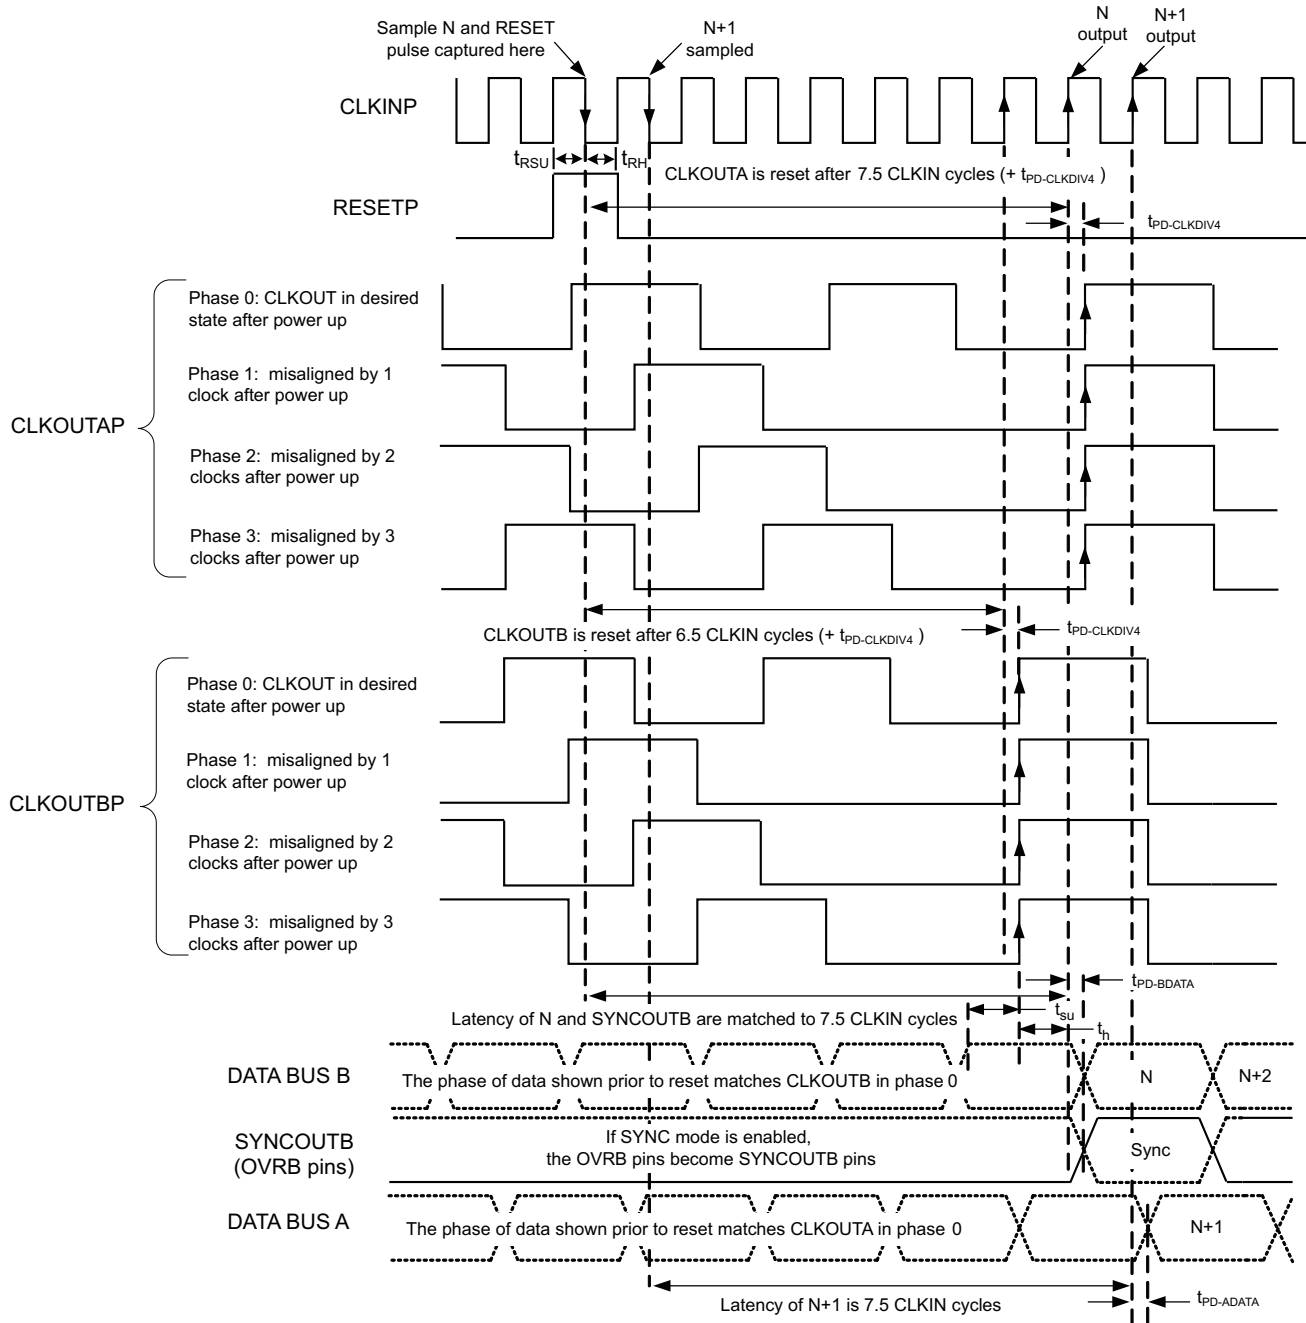 Sample N and RESET
pulse captured here
N+1
sampled
N
output
N+1
output
CLKINP
tRSU
tRH
CLKOUTA is reset after 7.5 CLKIN cycles (+ tPD-CLKDIV4 )
RESETP
tPD-CLKDIV4
Phase 0: CLKOUT in desired
state after power up
Phase 1: misaligned by 1
clock after power up
CLKOUTAP
Phase 2: misaligned by 2
clocks after power up
Phase 3: misaligned by 3
clocks after power up
CLKOUTB is reset after 6.5 CLKIN cycles (+ tPD-CLKDIV4 )
tPD-CLKDIV4
Phase 0: CLKOUT in desired
state after power up
Phase 1: misaligned by 1
clock after power up
CLKOUTBP
Phase 2: misaligned by 2
clocks after power up
Phase 3: misaligned by 3
clocks after power up
tPD-BDATA
Latency of N and SYNCOUTB are matched to 7.5 CLKIN cycles
tsu
th
DATA BUS B
The phase of data shown prior to reset matches CLKOUTB in phase 0
N
N+2
SYNCOUTB
(OVRB pins)
If SYNC mode is enabled,
the OVRB pins become SYNCOUTB pins
Sync
DATA BUS A
The phase of data shown prior to reset matches CLKOUTA in phase 0
N+1
Latency of N+1 is 7.5 CLKIN cycles
tPD-ADATA